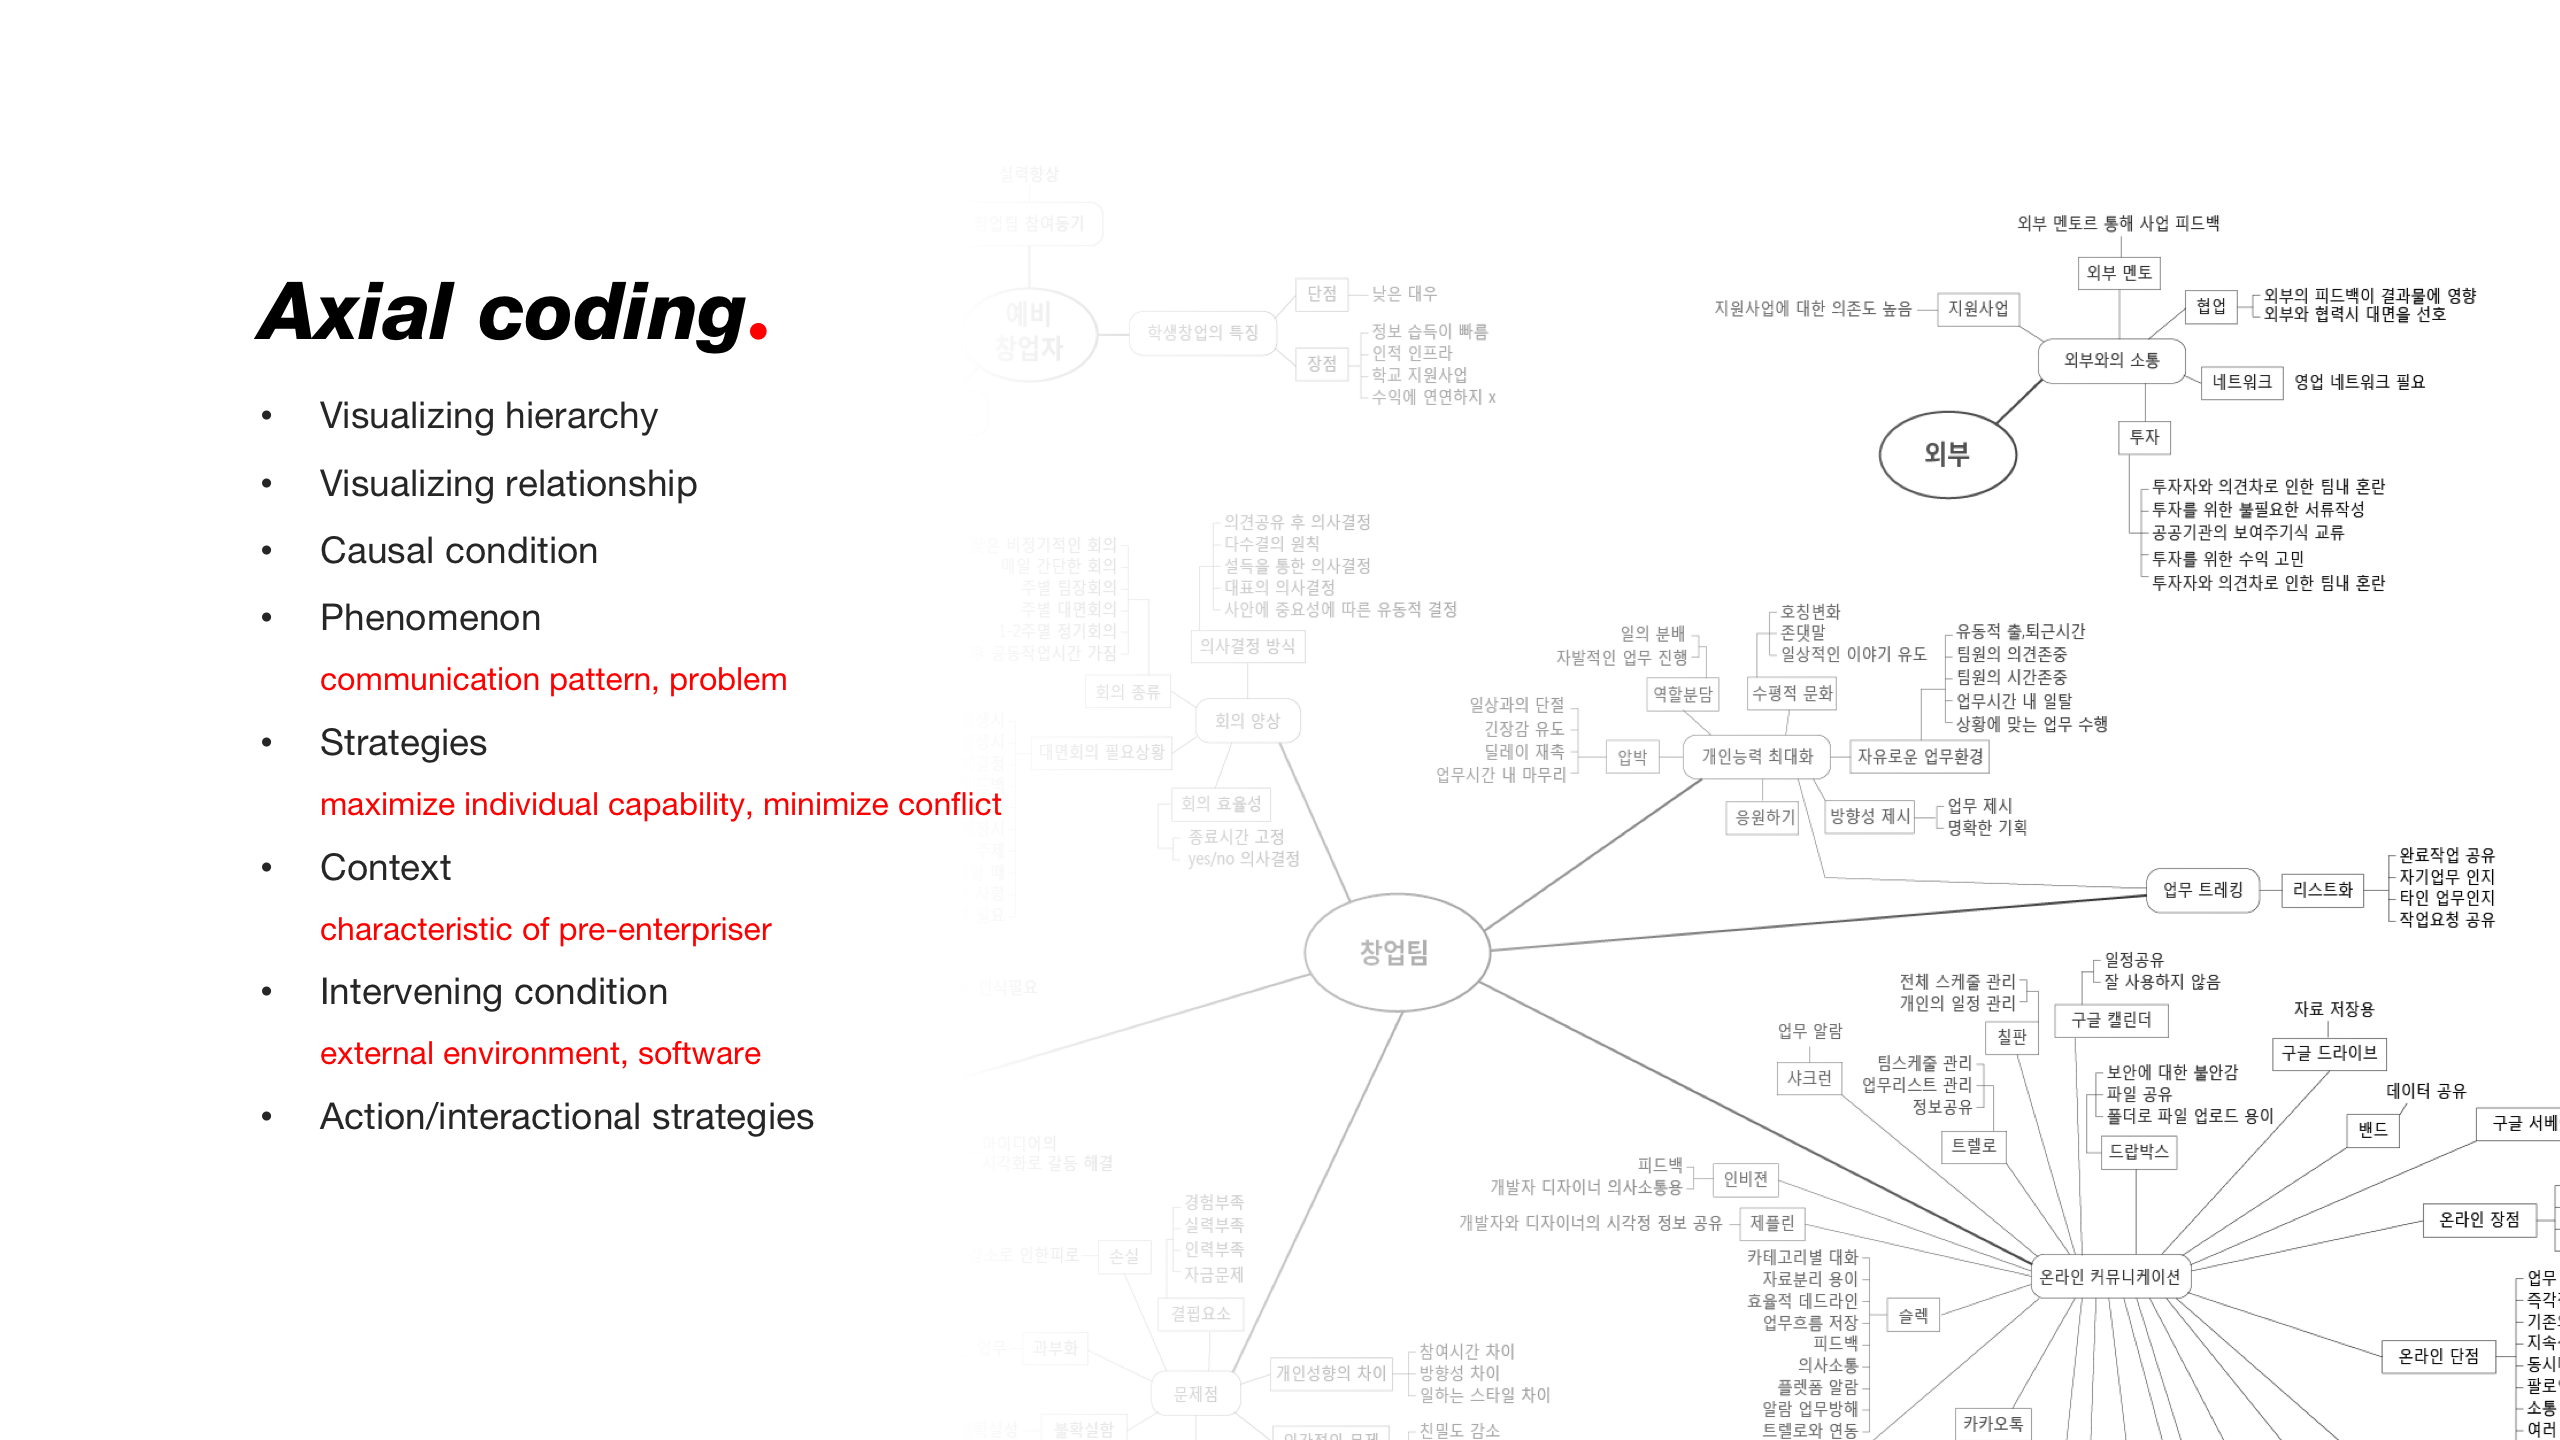 Axial coding.
• Visualizing hierarchy
• Visualizing relationship
• Causal condition
• Phenomenon
communication pattern, problem
• Strategies
maximize individual capability, minimize conflict
• Context
characteristic of pre-enterpriser
• Intervening condition
external environment, software
• Action/interactional strategies
실력향상
참여동기
예비
창업자
학생창업의 특징
단점
낮은 대우
장점
정보 습득이 빠름
인적 인프라
학교 지원사업
수익에 연연하지 x
외부 멘토르 통해 사업 피드백
외부 멘토
지원사업에 대한 의존도 높음
지원사업
협업
외부의 피드백이 결과물에 영향
외부와 협력시 대면을 선호
외부와의 소통
네트워크
영업 네트워크 필요
투자
외부
투자자와 의견차로 인한 팀내 혼란
투자를 위한 불필요한 서류작성
공공기관의 보여주기식 교류
투자를 위한 수익 고민
투자자와 의견차로 인한 팀내 혼란
의견공유 후 의사결정
다수결의 원칙
설득을 통한 의사결정
대표의 의사결정
사안에 중요성에 따른 유동적 결정
의사결정 방식
비정기적인 회의
매일 간단한 회의
주별 팀장회의
주별 대면회의
1-2주열 정기회의
공동작업시간 가짐
회의 종류
회의 양상
대면회의 필요상황
회의 효율성
종료시간 고정
yes/no 의사결정
일의 분배
자발적인 업무 진행
역할분담
호칭변화
존댓말
일상적인 이야기 유도
수평적 문화
유동적 출,퇴근시간
팀원의 의견존중
팀원의 시간존중
업무시간 내 일탈
상황에 맞는 업무 수행
자유로운 업무환경
일상과의 단절
긴장감 유도
딜레이 재촉
업무시간 내 마무리
압박
개인능력 최대화
응원하기
방향성 제시
업무 제시
명확한 기획
업무 트레킹
리스트화
완료작업 공유
자기업무 인지
타인 업무인지
작업요청 공유
창업팀
일정공유
잘 사용하지 않음
구글 캘린더
전체 스케줄 관리
개인의 일정 관리
칠판
자료 저장용
구글 드라이브
업무 알람
샤크런
팀스케줄 관리
업무리스트 관리
정보공유
트렐로
보안에 대한 불안감
파일 공유
폴더로 파일 업로드 용이
드랍박스
데이터 공유
밴드
구글 서베
피드백
개발자 디자이너 의사소통용
인비젼
개발자와 디자이너의 시각정 정보 공유
제플린
온라인 장점
온라인 커뮤니케이션
카테고리별 대화
자료분리 용이
효율적 데드라인
업무흐름 저장
피드백
의사소통
플렛폼 알람
알람 업무방해
트렐로와 연동
슬렉
카카오톡
온라인 단점
업무
소통
여러
갈등 해결
경험부족
실력부족
인력부족
자금문제
결핍요소
손실
과부화
불확실함
문제점
개인성향의 차이
참여시간 차이
방향성 차이
일하는 스타일 차이
친밀도 감소